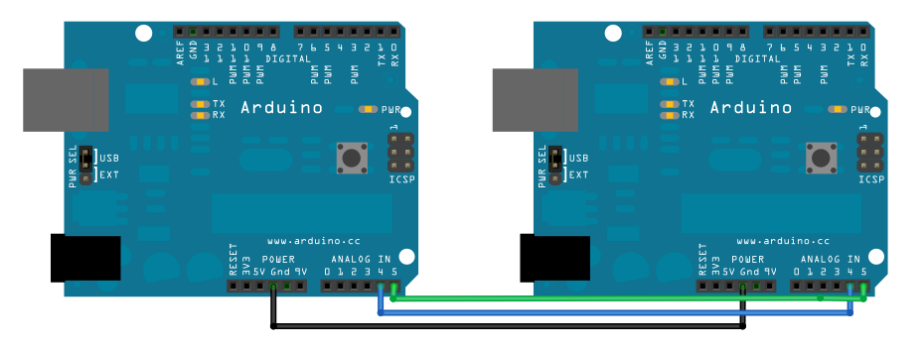 AREF
GND
13
12
11
10
9
8
7
6
5
4
3
2
1
0
PWM
PWM
PWM
PWM
PWM
PWM
TX
RX
DIGITAL
L
TX
RX
Arduino
PWR
1
ICSP
PWR SEL
USB
EXT
www.arduino.cc
POWER
ANALOG IN
RESET
3V3
5V Gnd 9V
0 1 2 3 4 5
AREF
GND
13
12
11
10
9
8
7
6
5
4
3
2
1
0
PWM
PWM
PWM
PWM
PWM
PWM
TX
RX
DIGITAL
L
TX
RX
Arduino
PWR
1
ICSP
PWR SEL
USB
EXT
www.arduino.cc
POWER
ANALOG IN
RESET
3V3
5V Gnd 9V
0 1 2 3 4 5